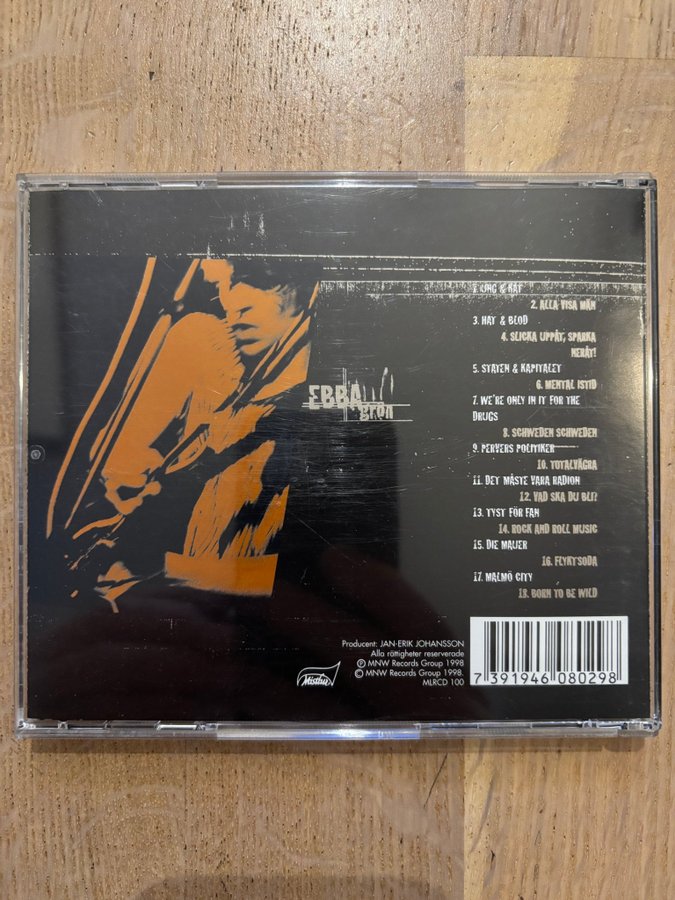 1. UNG & KÅT
2. ALLA VISA MÄN
3. HAT & BLOD
4. SLICKA UPPÅT, SPARKA
NERÅT!
5. STATEN & KAPITALET
6. MENTAL ISTID
7. WE'RE ONLY IN IT FOR THE
DRUGS
8. SCHWEDEN SCHWEDEN
9. PERVERS POLITIKER
10. TOTALVÄGRA
11. DET MÅSTE VARA RADION
12. VAD SKA DU BLI?
13. TYST FÖR FAN
14. ROCK AND ROLL MUSIC
15. DIE MAUER
16. FLYKTSODA
17. MALMÖ CITY
18. BORN TO BE WILD
EBBA
GRÖN
Producent: JAN-ERIK JOHANSSON
Alla rättigheter reserverade
Ⓟ MNW Records Group 1998
© MNW Records Group 1998.
MLRCD 100
Mistlur
7 391946 080298